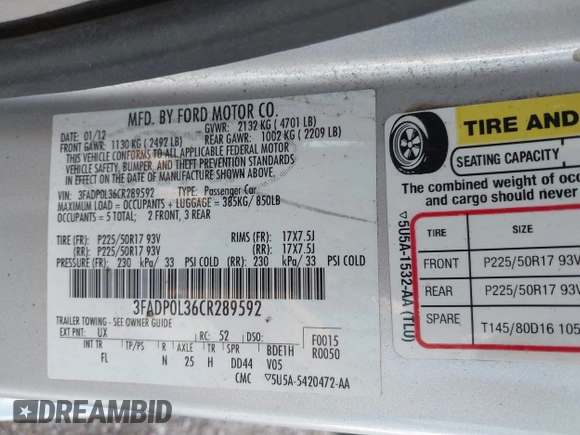 MFD. BY FORD MOTOR CO.
DATE: 01/12 GVWR: 2132 KG ( 4701 LB)
FRONT GAWR: 1130 KG ( 2492 LB) REAR GAWR: 1002 KG ( 2209 LB)
THIS VEHICLE CONFORMS TO ALL APPLICABLE FEDERAL MOTOR
VEHICLE SAFETY, BUMPER, AND THEFT PREVENTION STANDARDS
IN EFFECT ON THE DATE OF MANUFACTURE SHOWN ABOVE.
VIN: 3FADP0L36CR289592 TYPE: Passenger Car
MAXIMUM LOAD = OCCUPANTS + LUGGAGE = 385KG/ 850LB
OCCUPANTS = 5 TOTAL; 2 FRONT, 3 REAR
TIRE (FR): P225/50R17 93V RIMS (FR): 17X7.5J
(RR): P225/50R17 93V (RR): 17X7.5J
PRESSURE (FR): 230 kPa/ 33 PSI COLD (RR): 230 kPa/33 PSI COLD
3FADP0L36CR289592
TRAILER TOWING - SEE OWNER GUIDE
EXT PNT: UX RC: 52 DSO: F0015
INT TR TP/PS R AXLE TR SPR BDE1H R0050
FL N 25 H DD44 V05
CMC 5U5A-5420472-AA
TIRE AND
SEATING CAPACITY
The combined weight of occ
and cargo should never
TIRE SIZE
FRONT P225/50R17 93V
REAR P225/50R17 93V
SPARE T145/80D16 105
5U5A-1532-AA (TLU)
DREAMBID